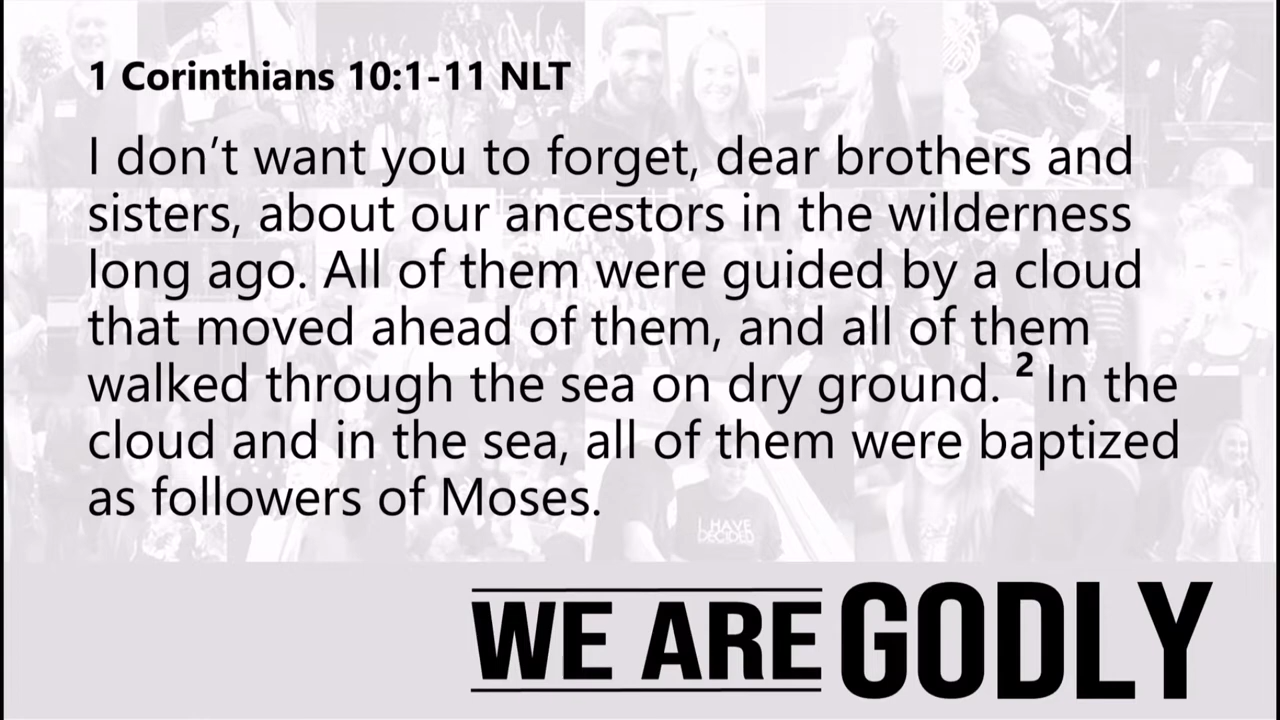 1 Corinthians 10:1-11 NLT
I don’t want you to forget, dear brothers and
sisters, about our ancestors in the wilderness
long ago. All of them were guided by a cloud
that moved ahead of them, and all of them
walked through the sea on dry ground. ² In the
cloud and in the sea, all of them were baptized
as followers of Moses.
I HAVE
DECIDED
WE ARE GODLY